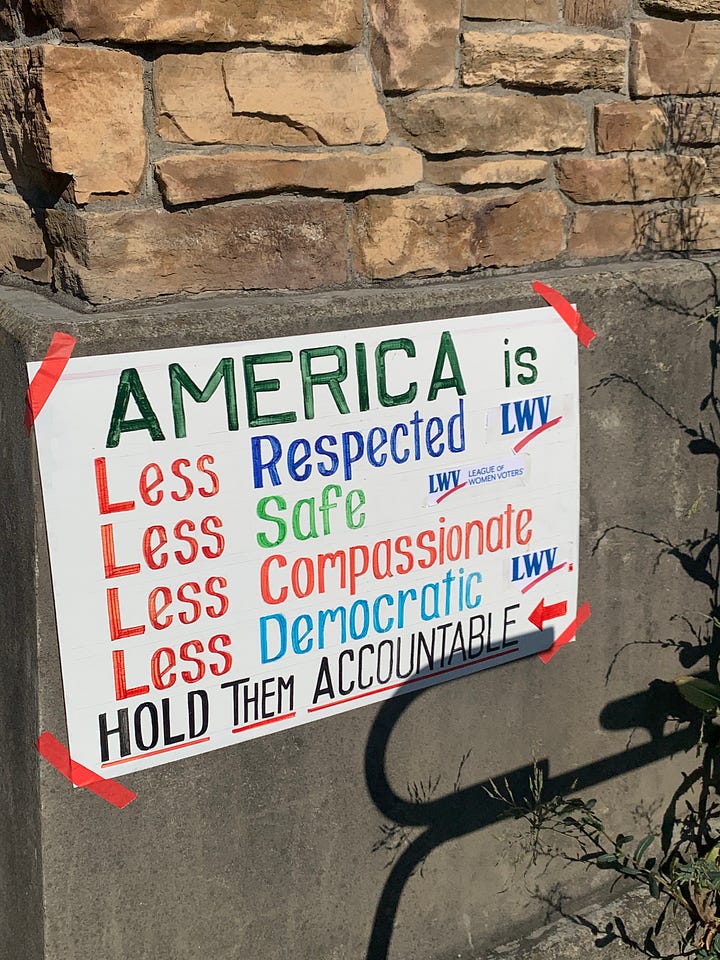 AMERICA is
Less Respected LWV
Less Safe LWV LEAGUE OF
WOMEN VOTERS
Less Compassionate
Less Democratic LWV
HOLD THEM ACCOUNTABLE